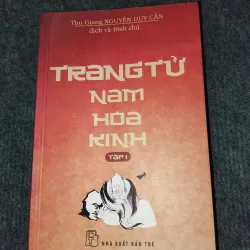 Thu Giang NGUYỄN DUY CẦN
dịch và bình chú
TRANG TỬ
NAM
HOA
KINH
TẬP 1
NHÀ XUẤT BẢN TRẺ